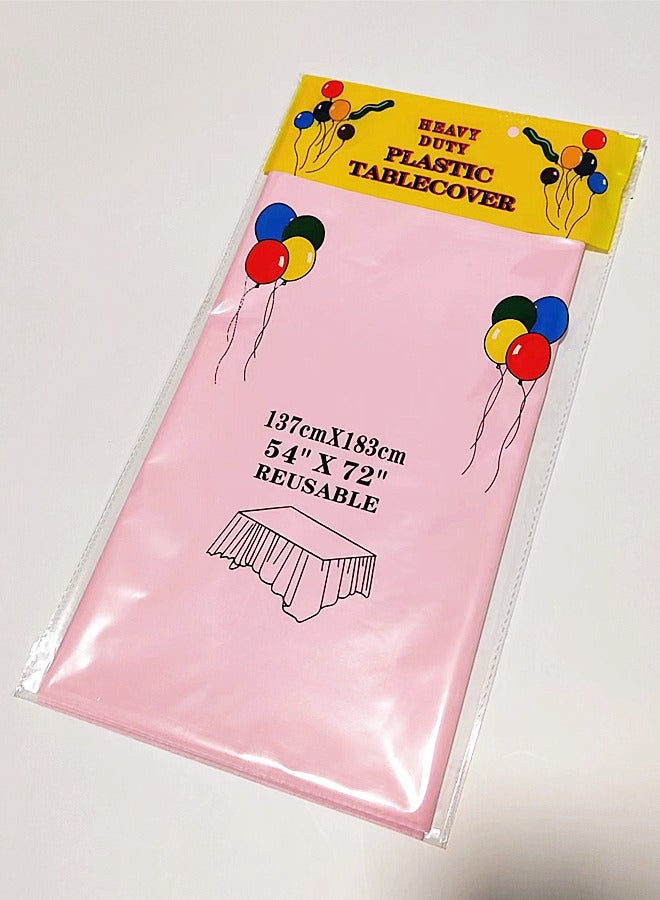 HEAVY
DUTY
PLASTIC
TABLECOVER
137cmX183cm
54" X 72"
REUSABLE